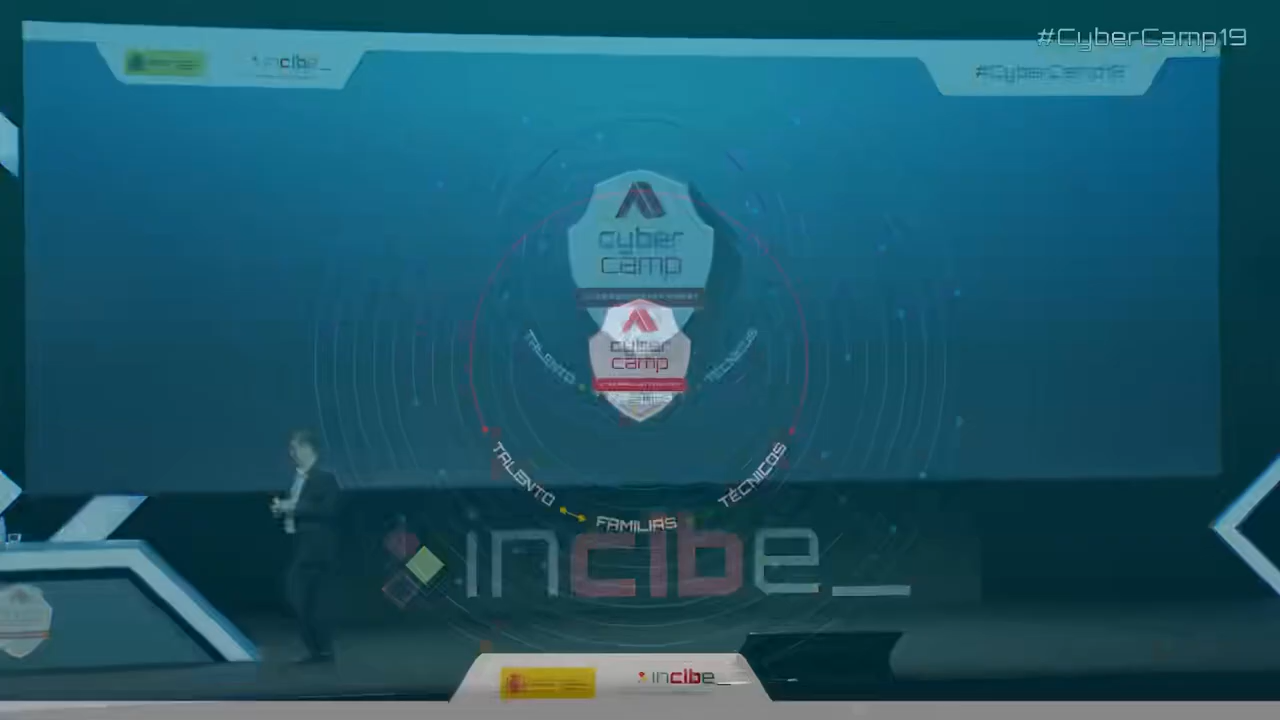 #CyberCamp19
incibe_
#CyberCamp19
cyber
camp
cyber
camp
TALENTO
TÉCNICOS
TALENTO
TÉCNICOS
FAMILIAS
incibe_
incibe_